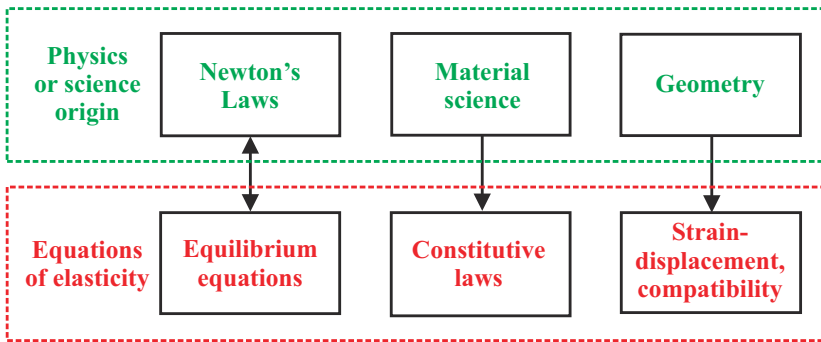 Physics
or science
origin
Newton's
Laws
Material
science
Geometry
Equations
of elasticity
Equilibrium
equations
Constitutive
laws
Strain-
displacement,
compatibility